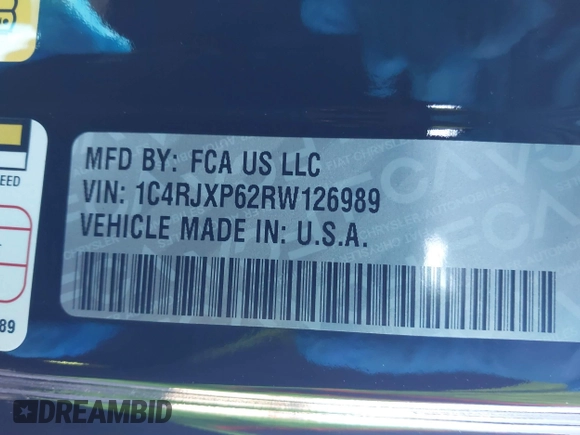 EED
89
MFD BY: FCA US LLC
VIN: 1C4RJXP62RW126989
VEHICLE MADE IN: U.S.A.
DREAMBID